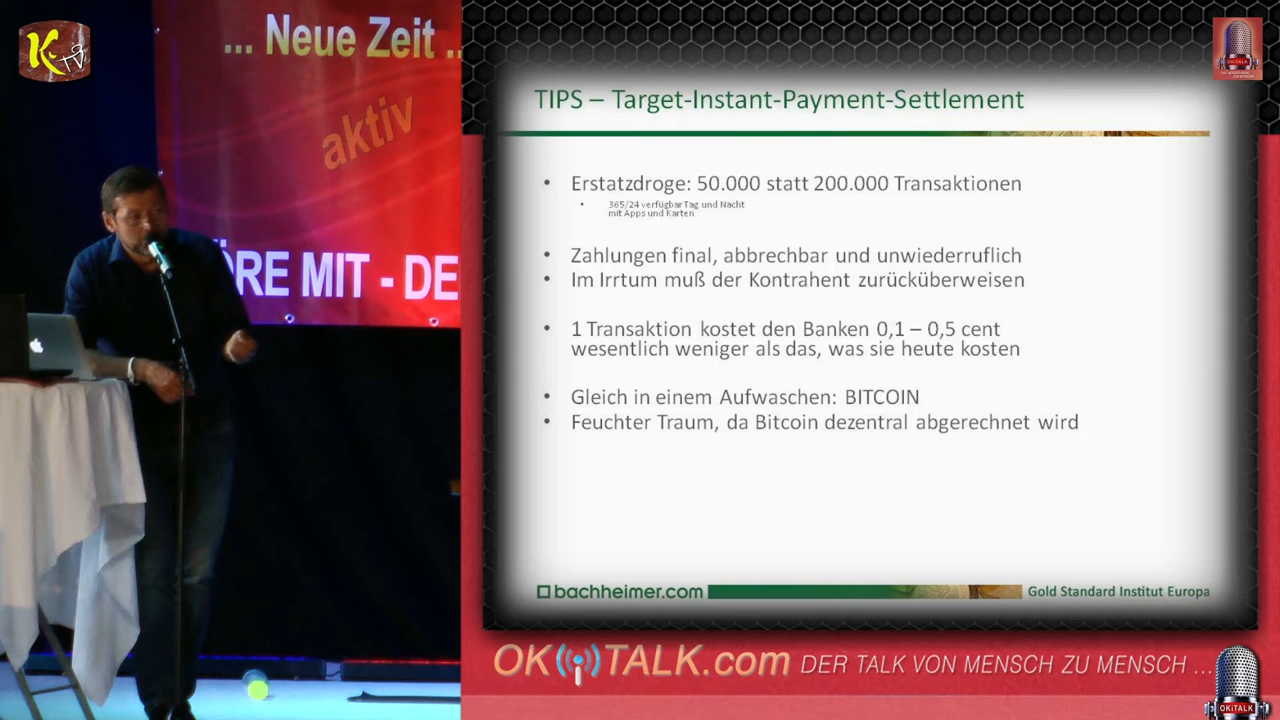 K TV
... Neue Zeit ..
aktiv
ÖRE MIT - DE
OKiTALK
TIPS – Target-Instant-Payment-Settlement
• Erstatzdroge: 50.000 statt 200.000 Transaktionen
• 365/24 verfügbar Tag und Nacht
mit Apps und Karten
• Zahlungen final, abbrechbar und unwiederruflich
• Im Irrtum muß der Kontrahent zurücküberweisen
• 1 Transaktion kostet den Banken 0,1 – 0,5 cent
wesentlich weniger als das, was sie heute kosten
• Gleich in einem Aufwaschen: BITCOIN
• Feuchter Traum, da Bitcoin dezentral abgerechnet wird
bachheimer.com
Gold Standard Institut Europa
OKiTALK.com DER TALK VON MENSCH ZU MENSCH ...
OKiTALK